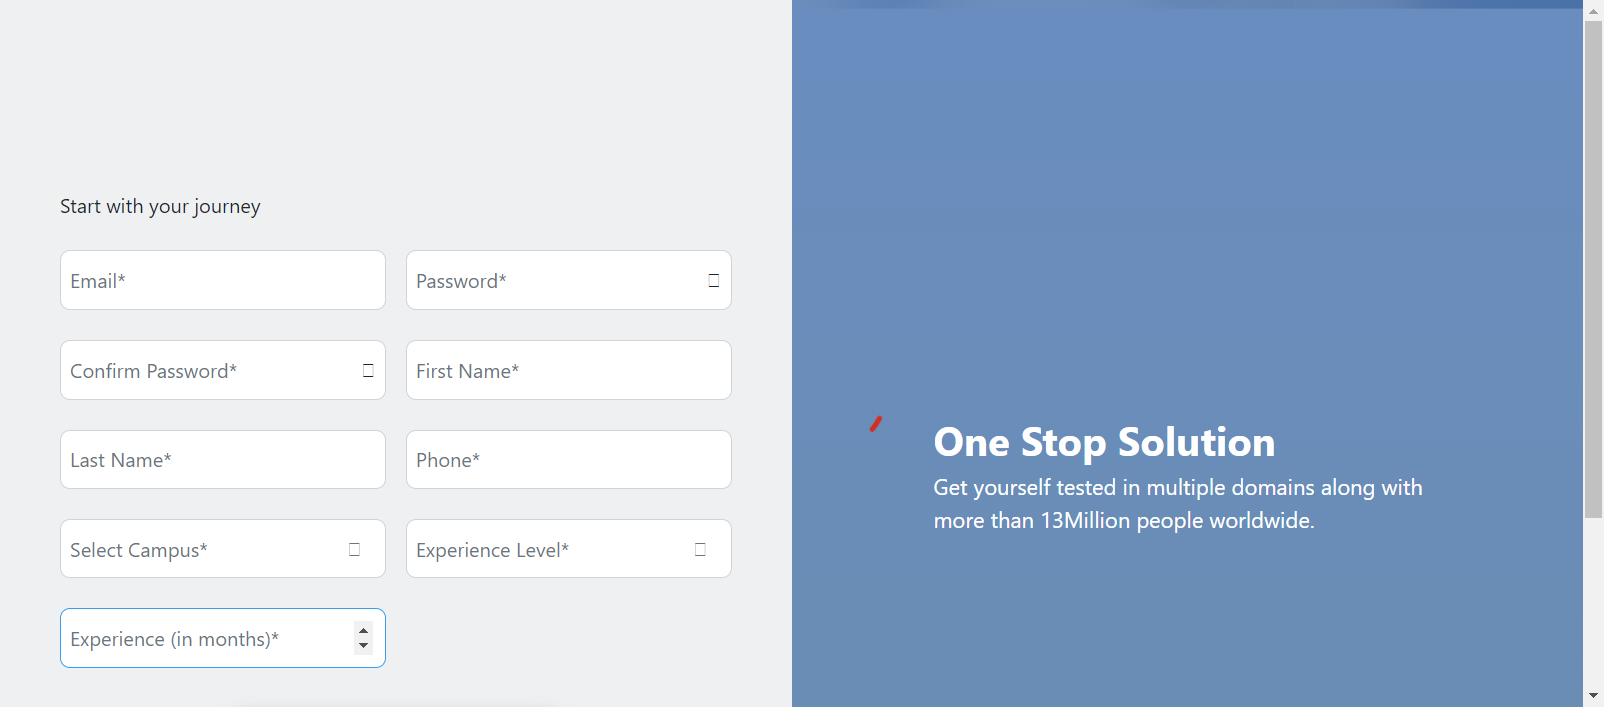 Start with your journey
Email*
Password*
Confirm Password*
First Name*
Last Name*
Phone*
Select Campus*
Experience Level*
Experience (in months)*
One Stop Solution
Get yourself tested in multiple domains along with
more than 13Million people worldwide.